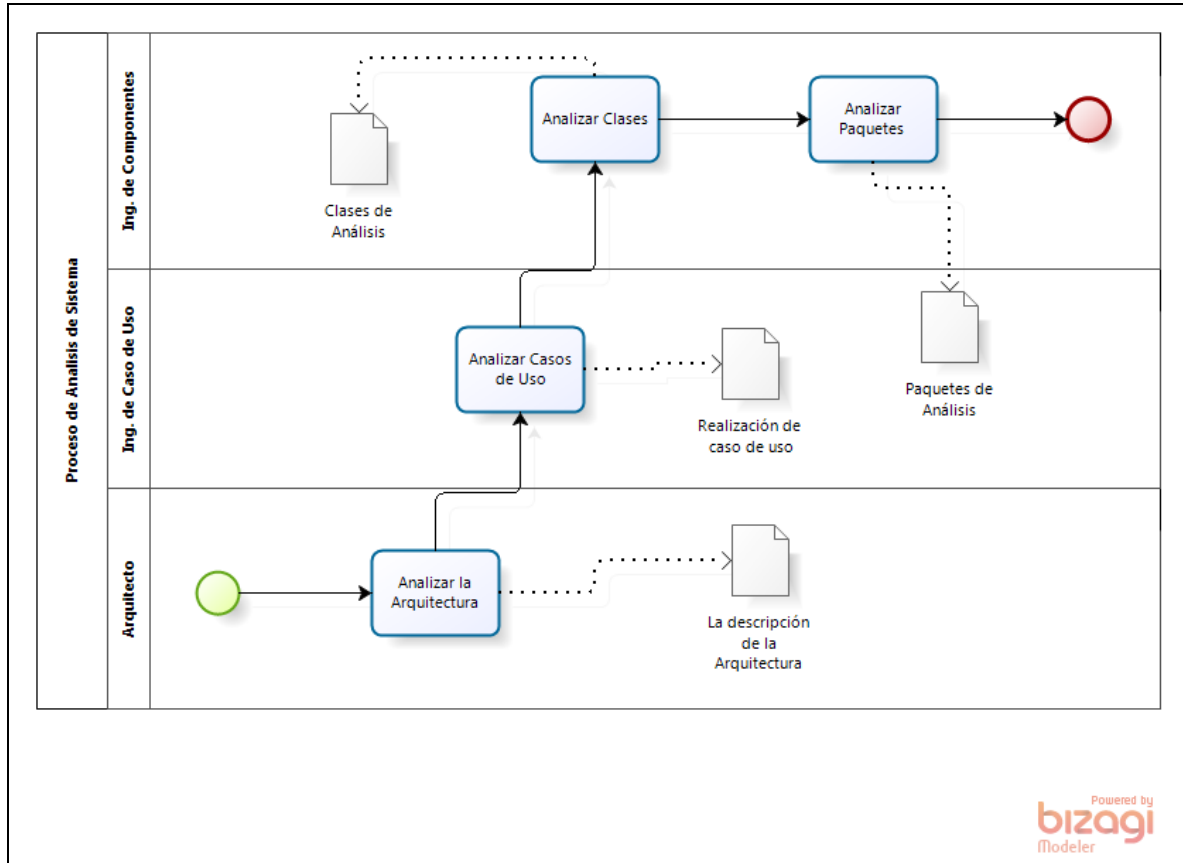 Proceso de Analisis de Sistema
Ing. de Componentes
Analizar Clases
Analizar
Paquetes
Clases de
Análisis
Ing. de Caso de Uso
Analizar Casos
de Uso
Realización de
caso de uso
Paquetes de
Análisis
Arquitecto
Analizar la
Arquitectura
La descripción
de la
Arquitectura
Powered by
bizagi
Modeler